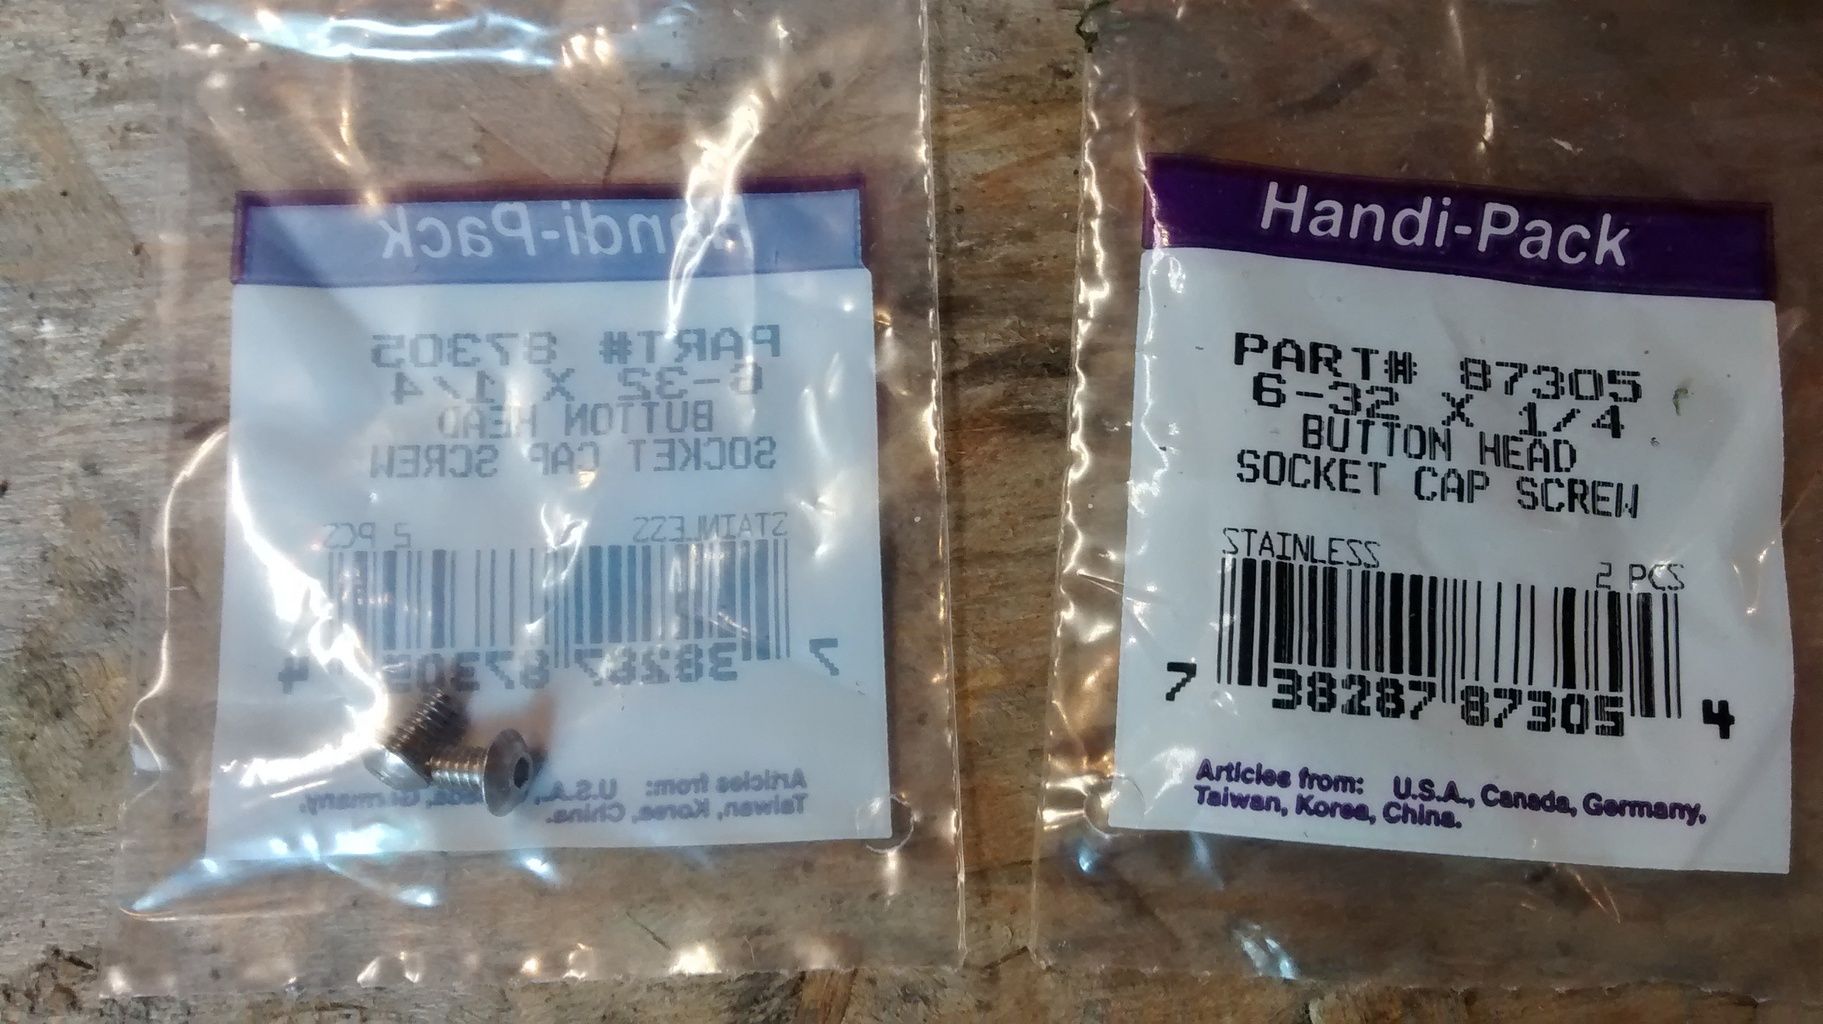 Handi-Pack
PART# 87305
6-32 X 1/4
BUTTON HEAD
SOCKET CAP SCREW
STAINLESS 2 PCS
7 38287 87305 4
Articles from: U.S.A.,
Taiwan, Korea, China. Germany,
Handi-Pack
PART# 87305
6-32 X 1/4
BUTTON HEAD
SOCKET CAP SCREW
STAINLESS 2 PCS
7 38287 87305 4
Articles from: U.S.A., Canada, Germany,
Taiwan, Korea, China.